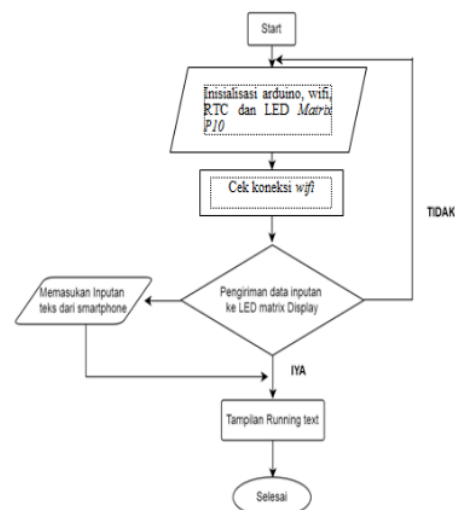 Start
Inisialisasi arduino, wifi,
RTC dan LED Matrix
P10
Cek koneksi wifi
TIDAK
Pengiriman data inputan
ke LED matrix Display
Memasukan Inputan
teks dari smartphone
IYA
Tampilan Running text
Selesai